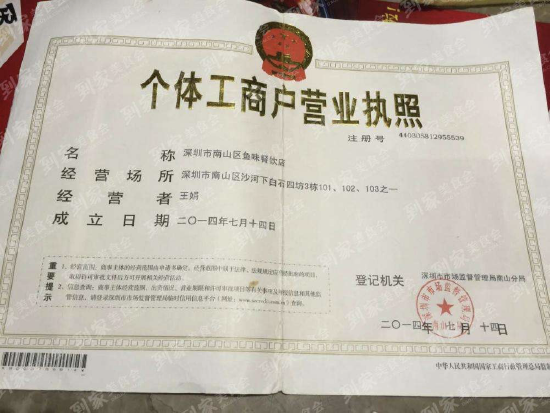 个体工商户营业执照
注册号 440305812955539
名称 深圳市南山区鱼味餐饮店
经营场所 深圳市南山区沙河下白石四坊3栋101、102、103之一
经营者 王娟
成立日期 二〇一四年七月十四日
重要提示
登记机关 深圳市市场监督管理局南山分局
二〇一四年七月十四日
中华人民共和国国家工商行政管理总局监制
到家美食会